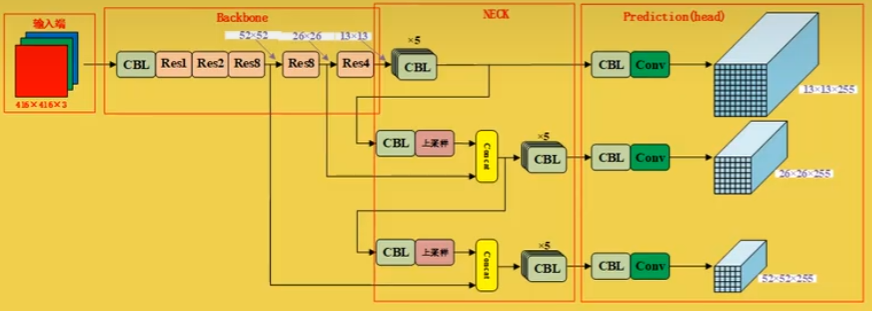 输入端
416×416×3
Backbone
CBL Res1 Res2 Res8 Res8 Res4
52×52 26×26 13×13
NECK
×5
CBL
CBL 上采样 Concat
×5
CBL
CBL 上采样 Concat
×5
CBL
Prediction(head)
CBL Conv
13×13×255
CBL Conv
26×26×255
CBL Conv
52×52×255